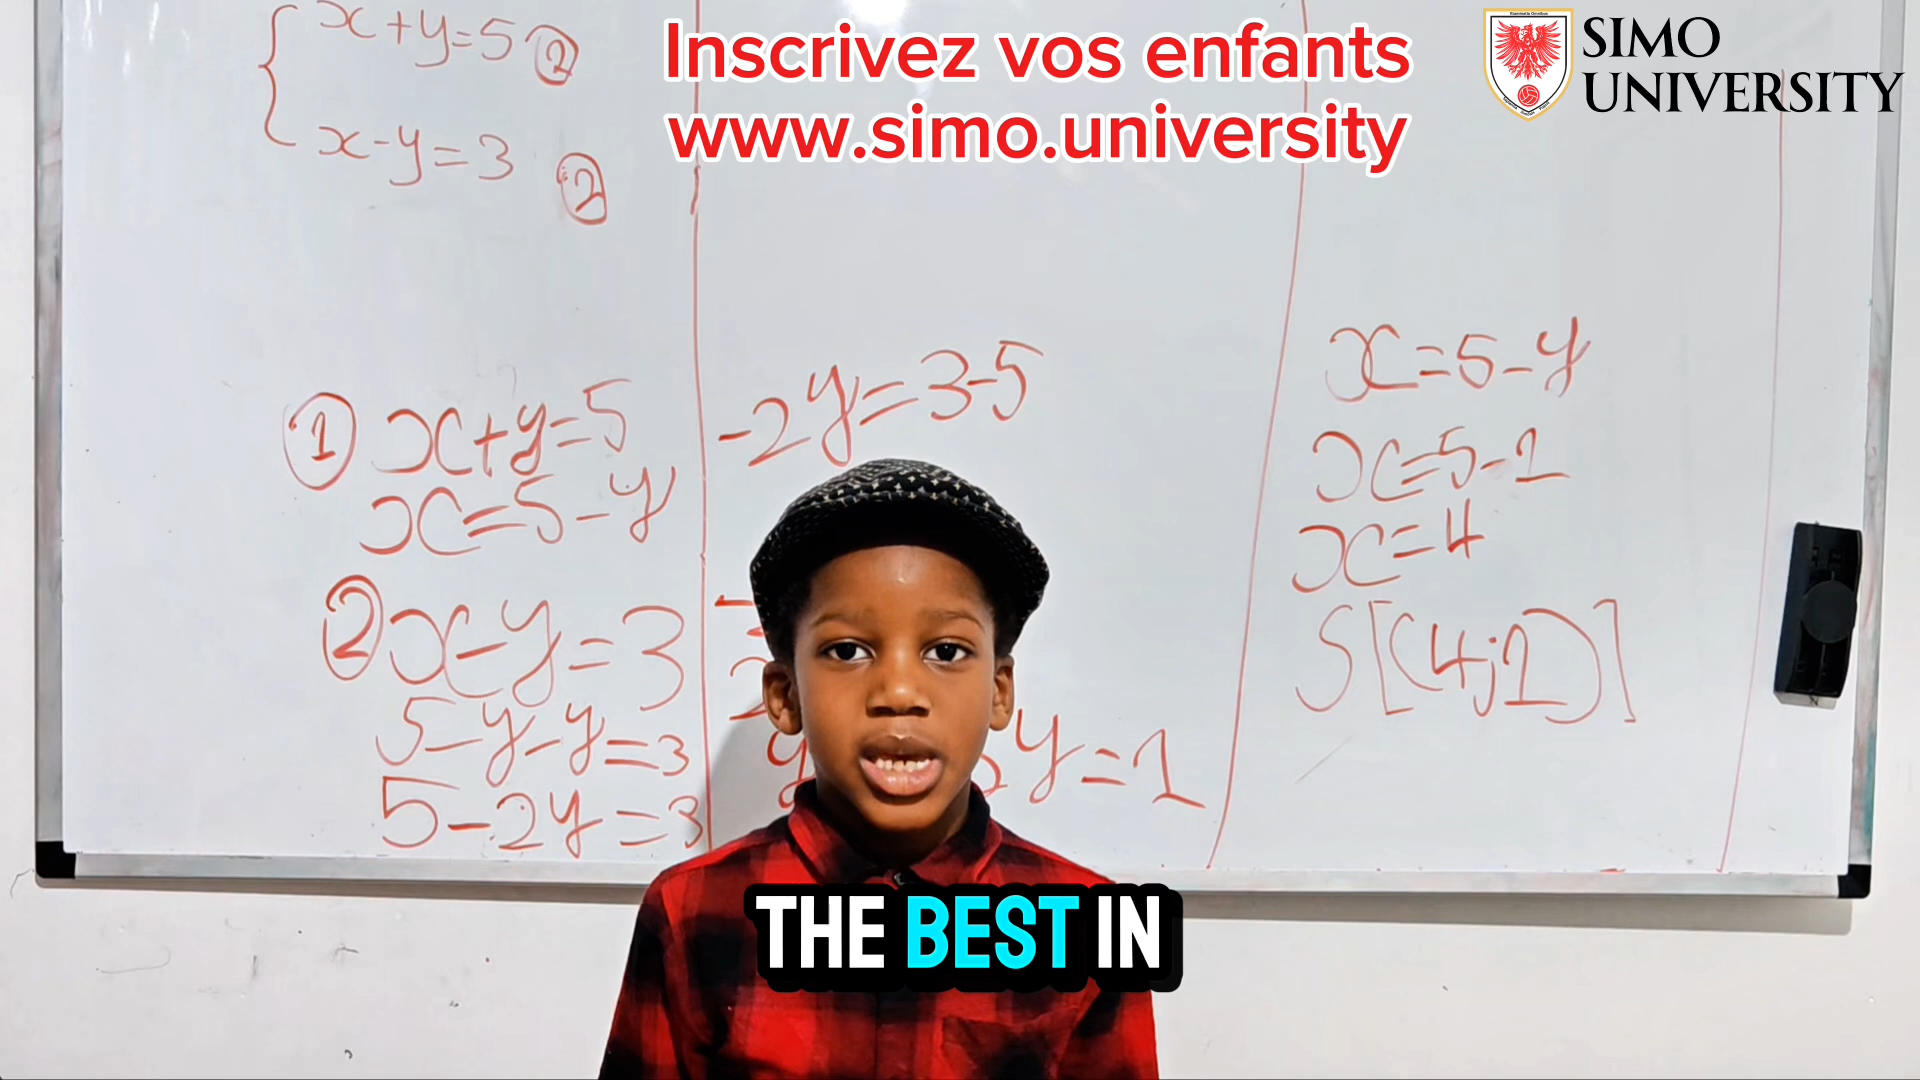 Inscrivez vos enfants
www.simo.university
SIMO
UNIVERSITY
x+y=5 2
x-y=3 2
1 x+y=5
x=5-y
2 x-y=3
5-y-y=3
5-2y=3
-2y=3-5
y=1
x=5-y
x=5-1
x=4
S[(4;1)]
THE BEST IN